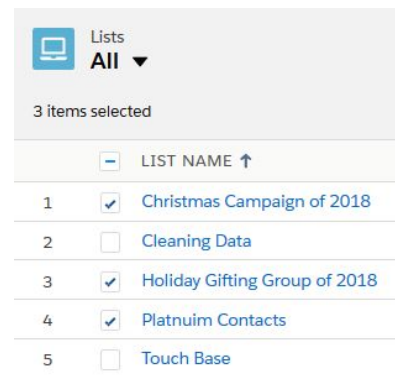 Lists
All
3 items selected
LIST NAME
1 Christmas Campaign of 2018
2 Cleaning Data
3 Holiday Gifting Group of 2018
4 Platnuim Contacts
5 Touch Base